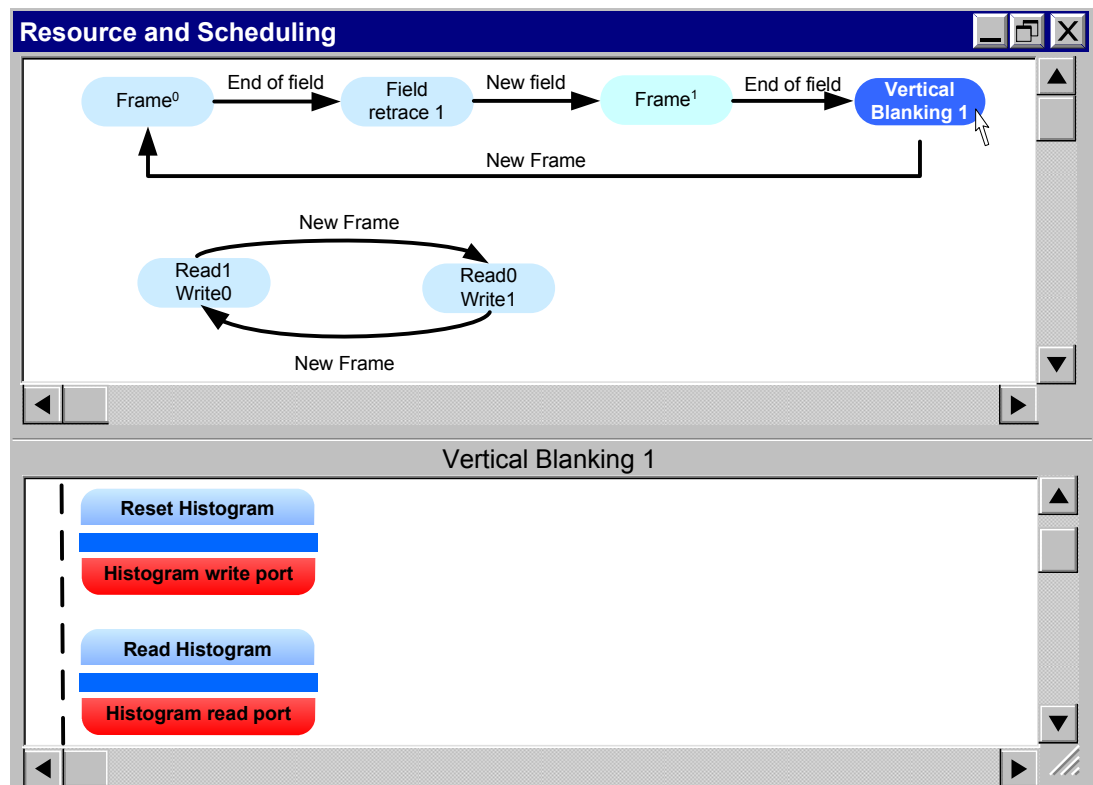 Resource and Scheduling
Frame⁰
End of field
Field
retrace 1
New field
Frame¹
End of field
Vertical
Blanking 1
New Frame
New Frame
Read1
Write0
Read0
Write1
New Frame
Vertical Blanking 1
Reset Histogram
Histogram write port
Read Histogram
Histogram read port